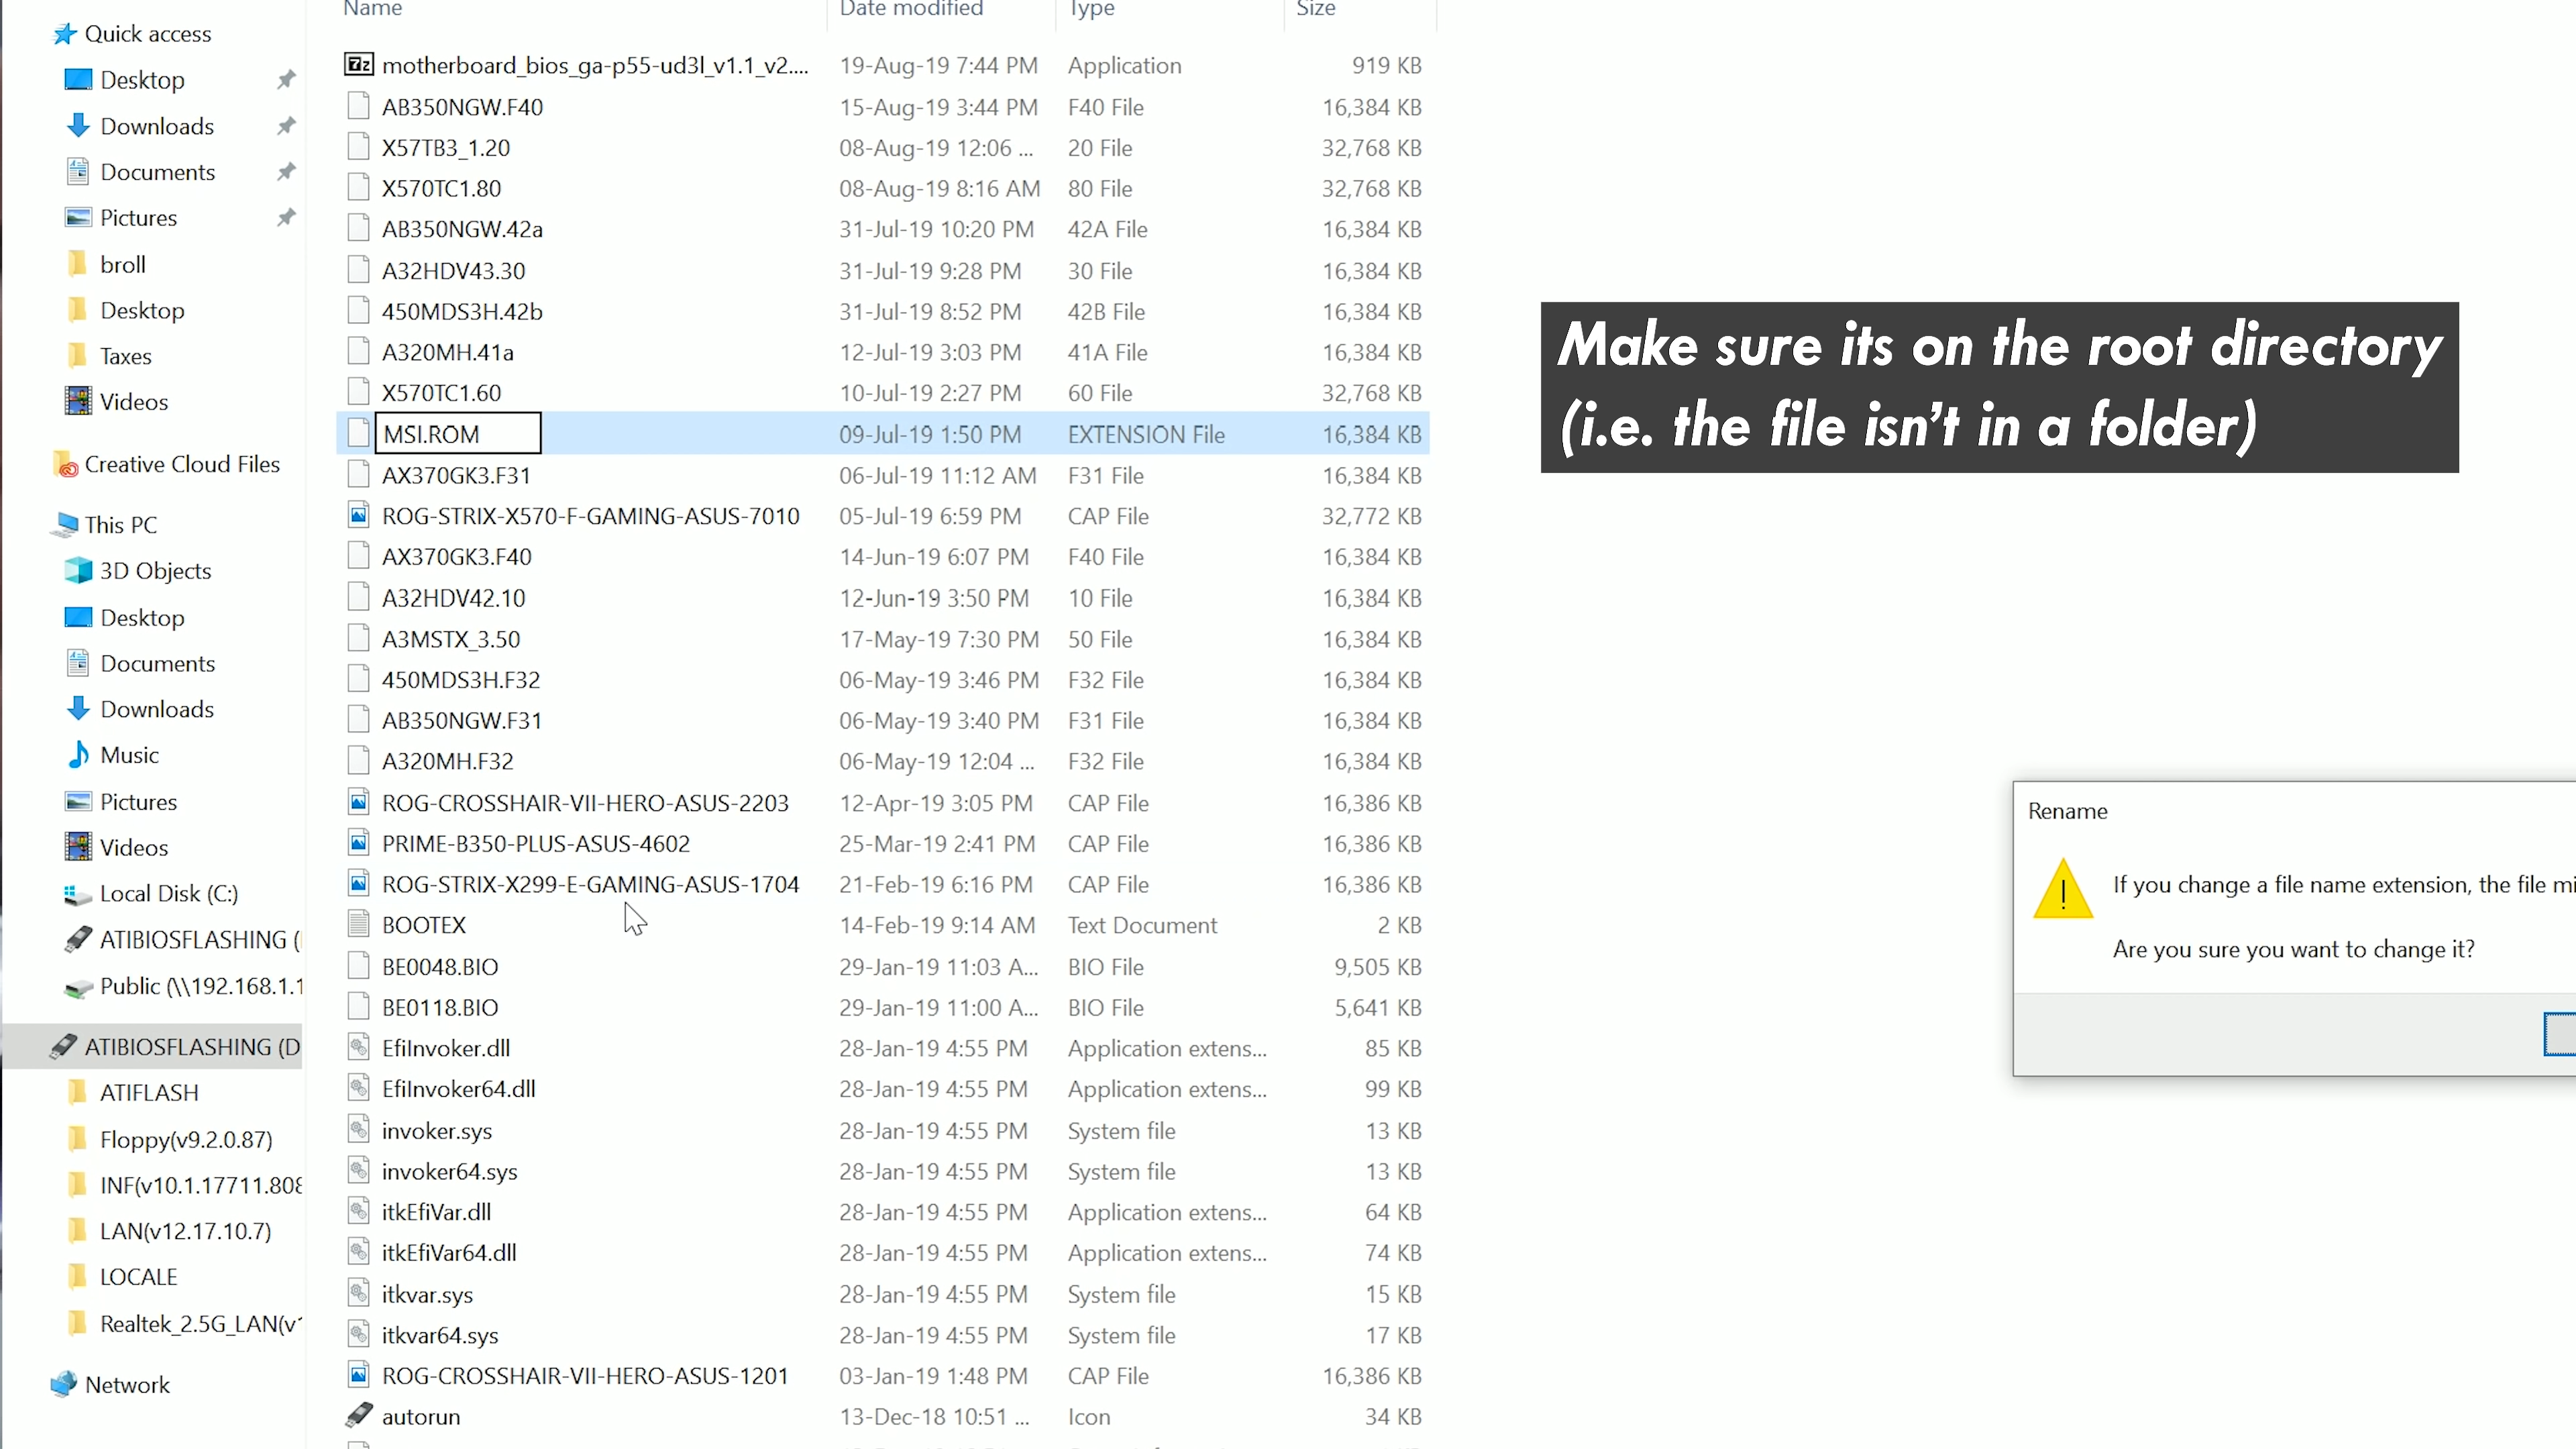 Name Date modified Type Size
Quick access
Desktop
Downloads
Documents
Pictures
broll
Desktop
Taxes
Videos
Creative Cloud Files
This PC
3D Objects
Desktop
Documents
Downloads
Music
Pictures
Videos
Local Disk (C:)
ATIBIOSFLASHING (
Public (\\192.168.1.1
ATIBIOSFLASHING (D
ATIFLASH
Floppy(v9.2.0.87)
INF(v10.1.17711.808
LAN(v12.17.10.7)
LOCALE
Realtek_2.5G_LAN(v
Network
motherboard_bios_ga-p55-ud3l_v1.1_v2.... 19-Aug-19 7:44 PM Application 919 KB
AB350NGW.F40 15-Aug-19 3:44 PM F40 File 16,384 KB
X57TB3_1.20 08-Aug-19 12:06 ... 20 File 32,768 KB
X570TC1.80 08-Aug-19 8:16 AM 80 File 32,768 KB
AB350NGW.42a 31-Jul-19 10:20 PM 42A File 16,384 KB
A32HDV43.30 31-Jul-19 9:28 PM 30 File 16,384 KB
450MDS3H.42b 31-Jul-19 8:52 PM 42B File 16,384 KB
A320MH.41a 12-Jul-19 3:03 PM 41A File 16,384 KB
X570TC1.60 10-Jul-19 2:27 PM 60 File 32,768 KB
MSI.ROM 09-Jul-19 1:50 PM EXTENSION File 16,384 KB
AX370GK3.F31 06-Jul-19 11:12 AM F31 File 16,384 KB
ROG-STRIX-X570-F-GAMING-ASUS-7010 05-Jul-19 6:59 PM CAP File 32,772 KB
AX370GK3.F40 14-Jun-19 6:07 PM F40 File 16,384 KB
A32HDV42.10 12-Jun-19 3:50 PM 10 File 16,384 KB
A3MSTX_3.50 17-May-19 7:30 PM 50 File 16,384 KB
450MDS3H.F32 06-May-19 3:46 PM F32 File 16,384 KB
AB350NGW.F31 06-May-19 3:40 PM F31 File 16,384 KB
A320MH.F32 06-May-19 12:04 ... F32 File 16,384 KB
ROG-CROSSHAIR-VII-HERO-ASUS-2203 12-Apr-19 3:05 PM CAP File 16,386 KB
PRIME-B350-PLUS-ASUS-4602 25-Mar-19 2:41 PM CAP File 16,386 KB
ROG-STRIX-X299-E-GAMING-ASUS-1704 21-Feb-19 6:16 PM CAP File 16,386 KB
BOOTEX 14-Feb-19 9:14 AM Text Document 2 KB
BE0048.BIO 29-Jan-19 11:03 A... BIO File 9,505 KB
BE0118.BIO 29-Jan-19 11:00 A... BIO File 5,641 KB
EfiInvoker.dll 28-Jan-19 4:55 PM Application extens... 85 KB
EfiInvoker64.dll 28-Jan-19 4:55 PM Application extens... 99 KB
invoker.sys 28-Jan-19 4:55 PM System file 13 KB
invoker64.sys 28-Jan-19 4:55 PM System file 13 KB
itkEfiVar.dll 28-Jan-19 4:55 PM Application extens... 64 KB
itkEfiVar64.dll 28-Jan-19 4:55 PM Application extens... 74 KB
itkvar.sys 28-Jan-19 4:55 PM System file 15 KB
itkvar64.sys 28-Jan-19 4:55 PM System file 17 KB
ROG-CROSSHAIR-VII-HERO-ASUS-1201 03-Jan-19 1:48 PM CAP File 16,386 KB
autorun 13-Dec-18 10:51 ... Icon 34 KB
Make sure its on the root directory
(i.e. the file isn't in a folder)
Rename
If you change a file name extension, the file mi
Are you sure you want to change it?